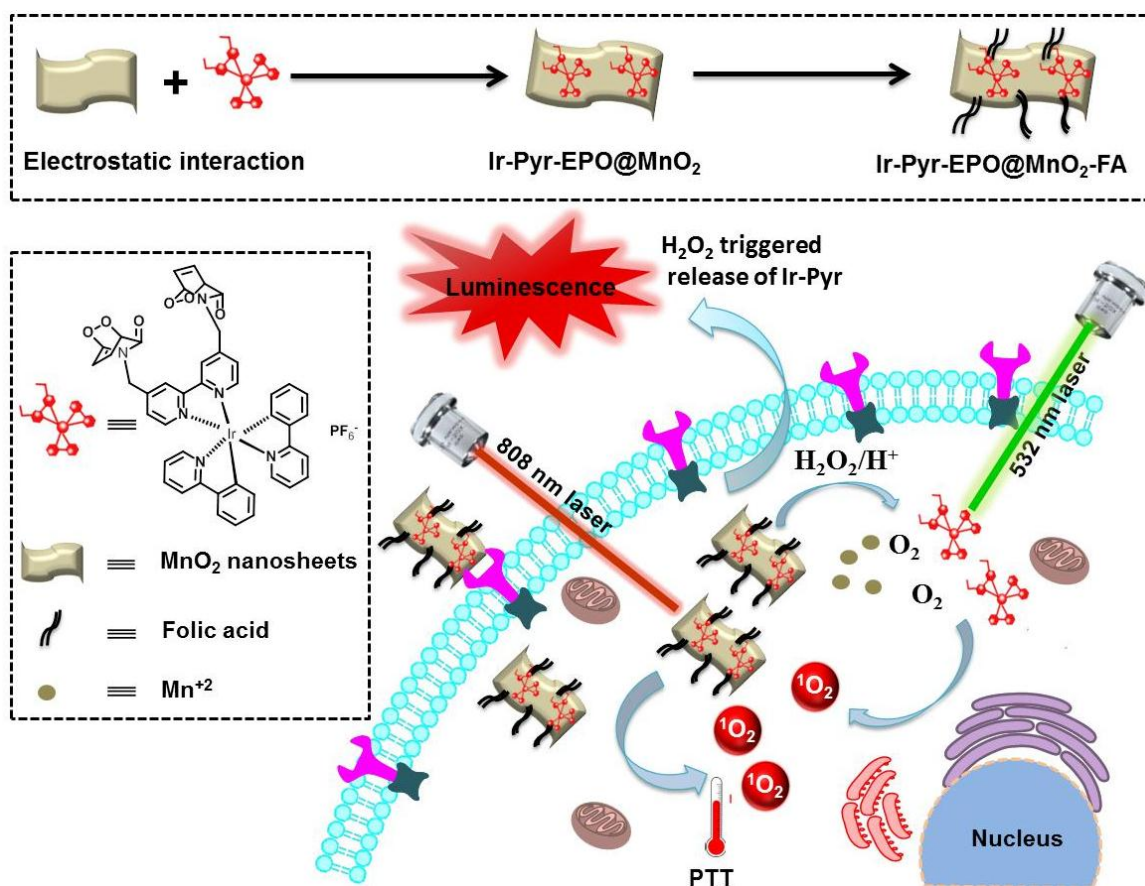 Electrostatic interaction
+
Ir-Pyr-EPO@MnO₂
Ir-Pyr-EPO@MnO₂-FA
H₂O₂ triggered
release of Ir-Pyr
Luminescence
O
O
N
O
O
O
N
O
N
N
Ir
N
N
PF₆⁻
MnO₂ nanosheets
Folic acid
Mn⁺²
808 nm laser
532 nm laser
H₂O₂/H⁺
O₂
O₂
¹O₂
¹O₂
¹O₂
PTT
Nucleus